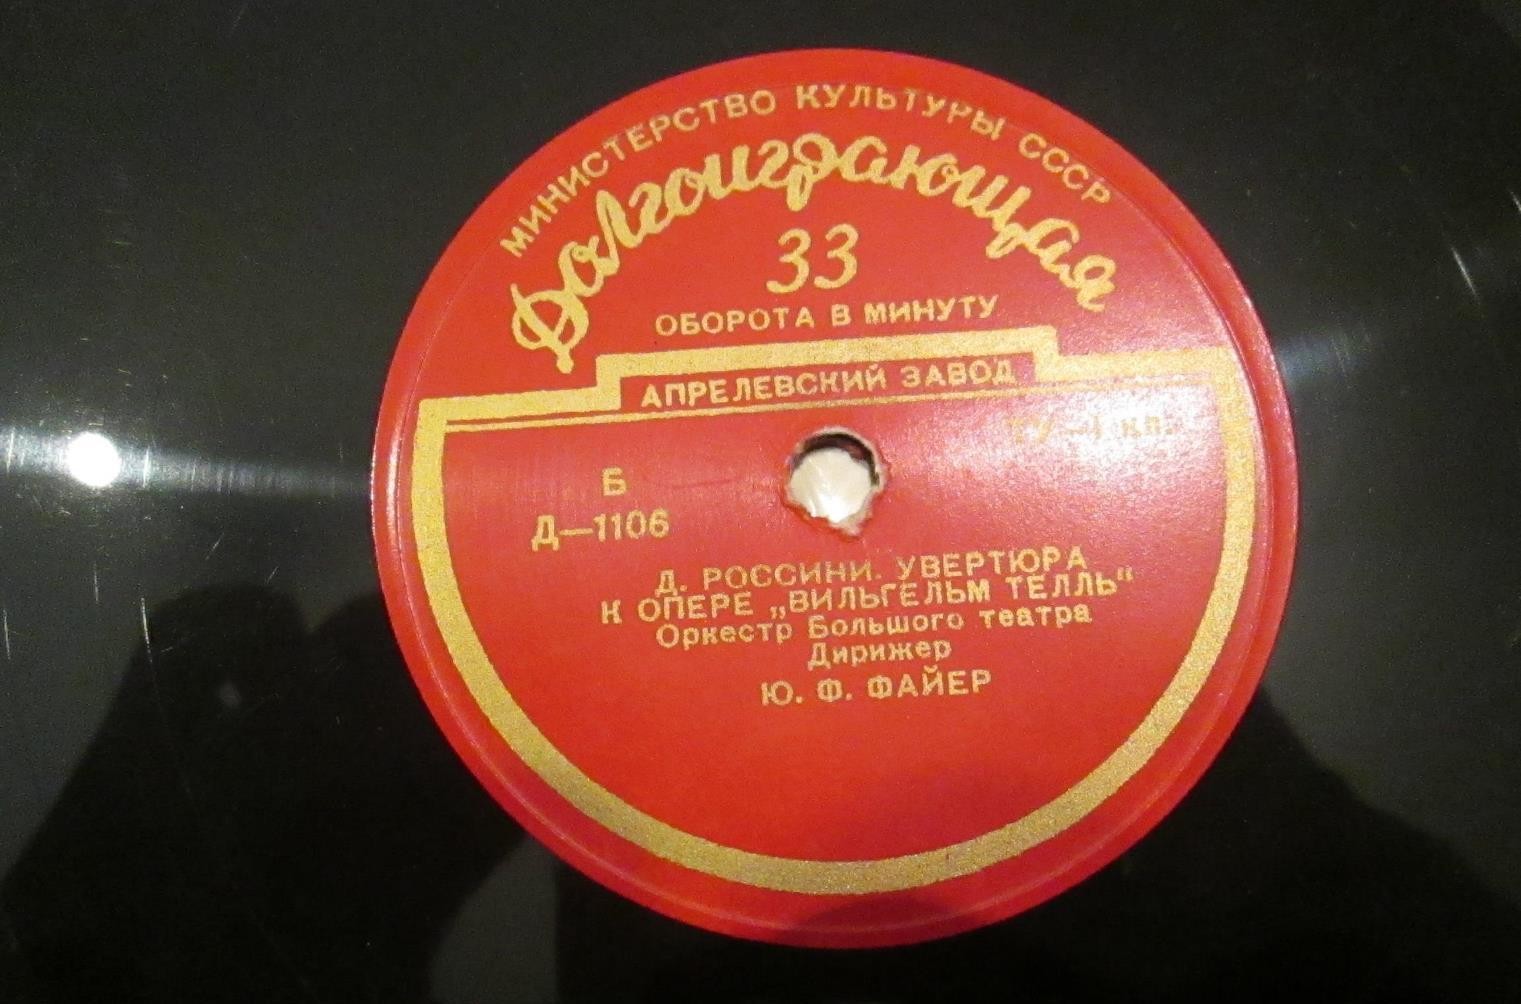 МИНИСТЕРСТВО КУЛЬТУРЫ СССР
Долгоиграющая
33
ОБОРОТА В МИНУТУ
АПРЕЛЕВСКИЙ ЗАВОД
Б
Д—1106
Д. РОССИНИ. УВЕРТЮРА
К ОПЕРЕ „ВИЛЬГЕЛЬМ ТЕЛЛЬ“
Оркестр Большого театра
Дирижер
Ю. Ф. ФАЙЕР